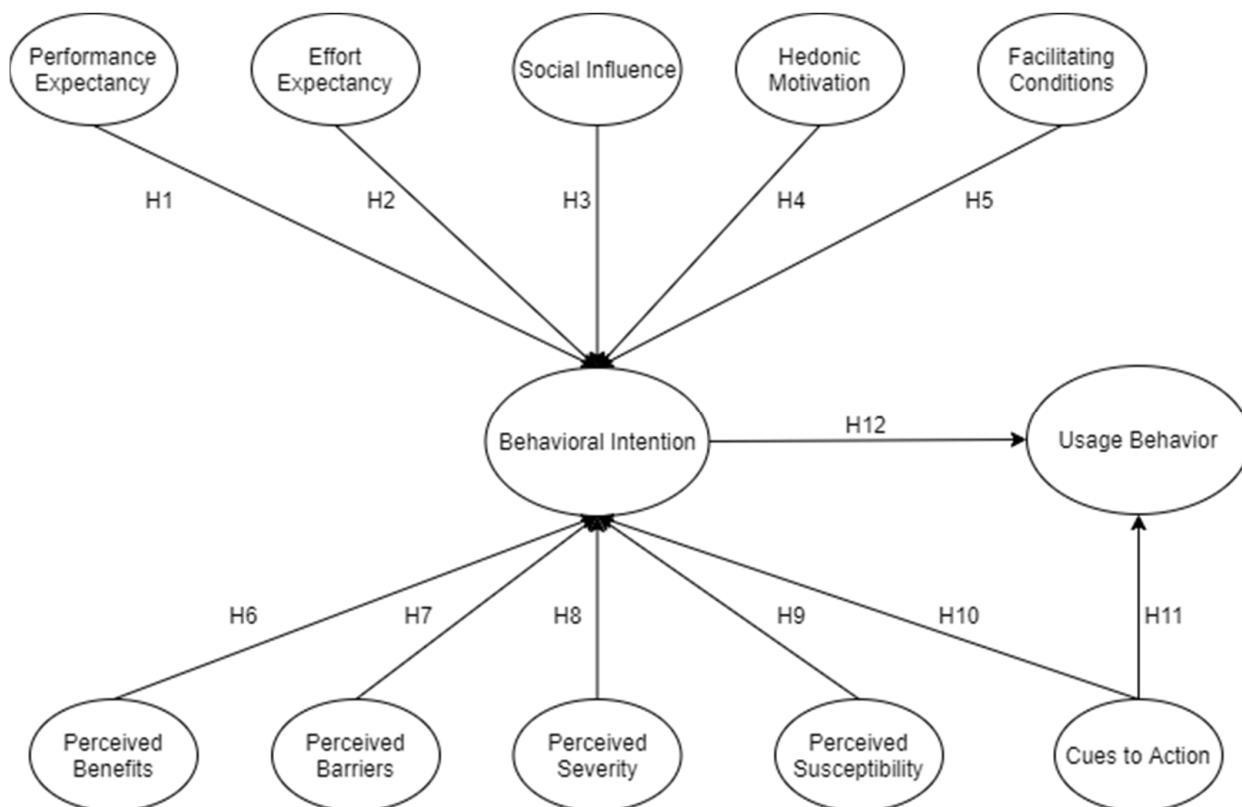 Performance
Expectancy
Effort
Expectancy
Social Influence
Hedonic
Motivation
Facilitating
Conditions
H1
H2
H3
H4
H5
Behavioral Intention
H12
Usage Behavior
H6
H7
H8
H9
H10
H11
Perceived
Benefits
Perceived
Barriers
Perceived
Severity
Perceived
Susceptibility
Cues to Action